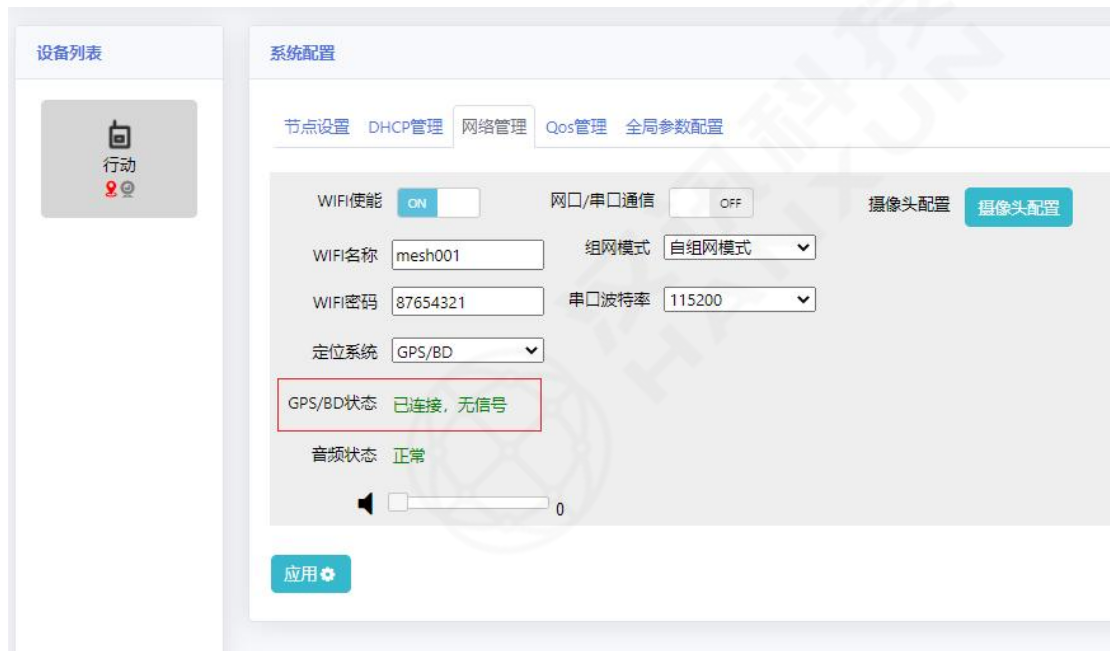 设备列表
系统配置
行动
节点设置 DHCP管理 网络管理 Qos管理 全局参数配置
WIFI使能 ON 网口/串口通信 OFF 摄像头配置 摄像头配置
WIFI名称 mesh001 组网模式 自组网模式
WIFI密码 87654321 串口波特率 115200
定位系统 GPS/BD
GPS/BD状态 已连接，无信号
音频状态 正常
0
应用